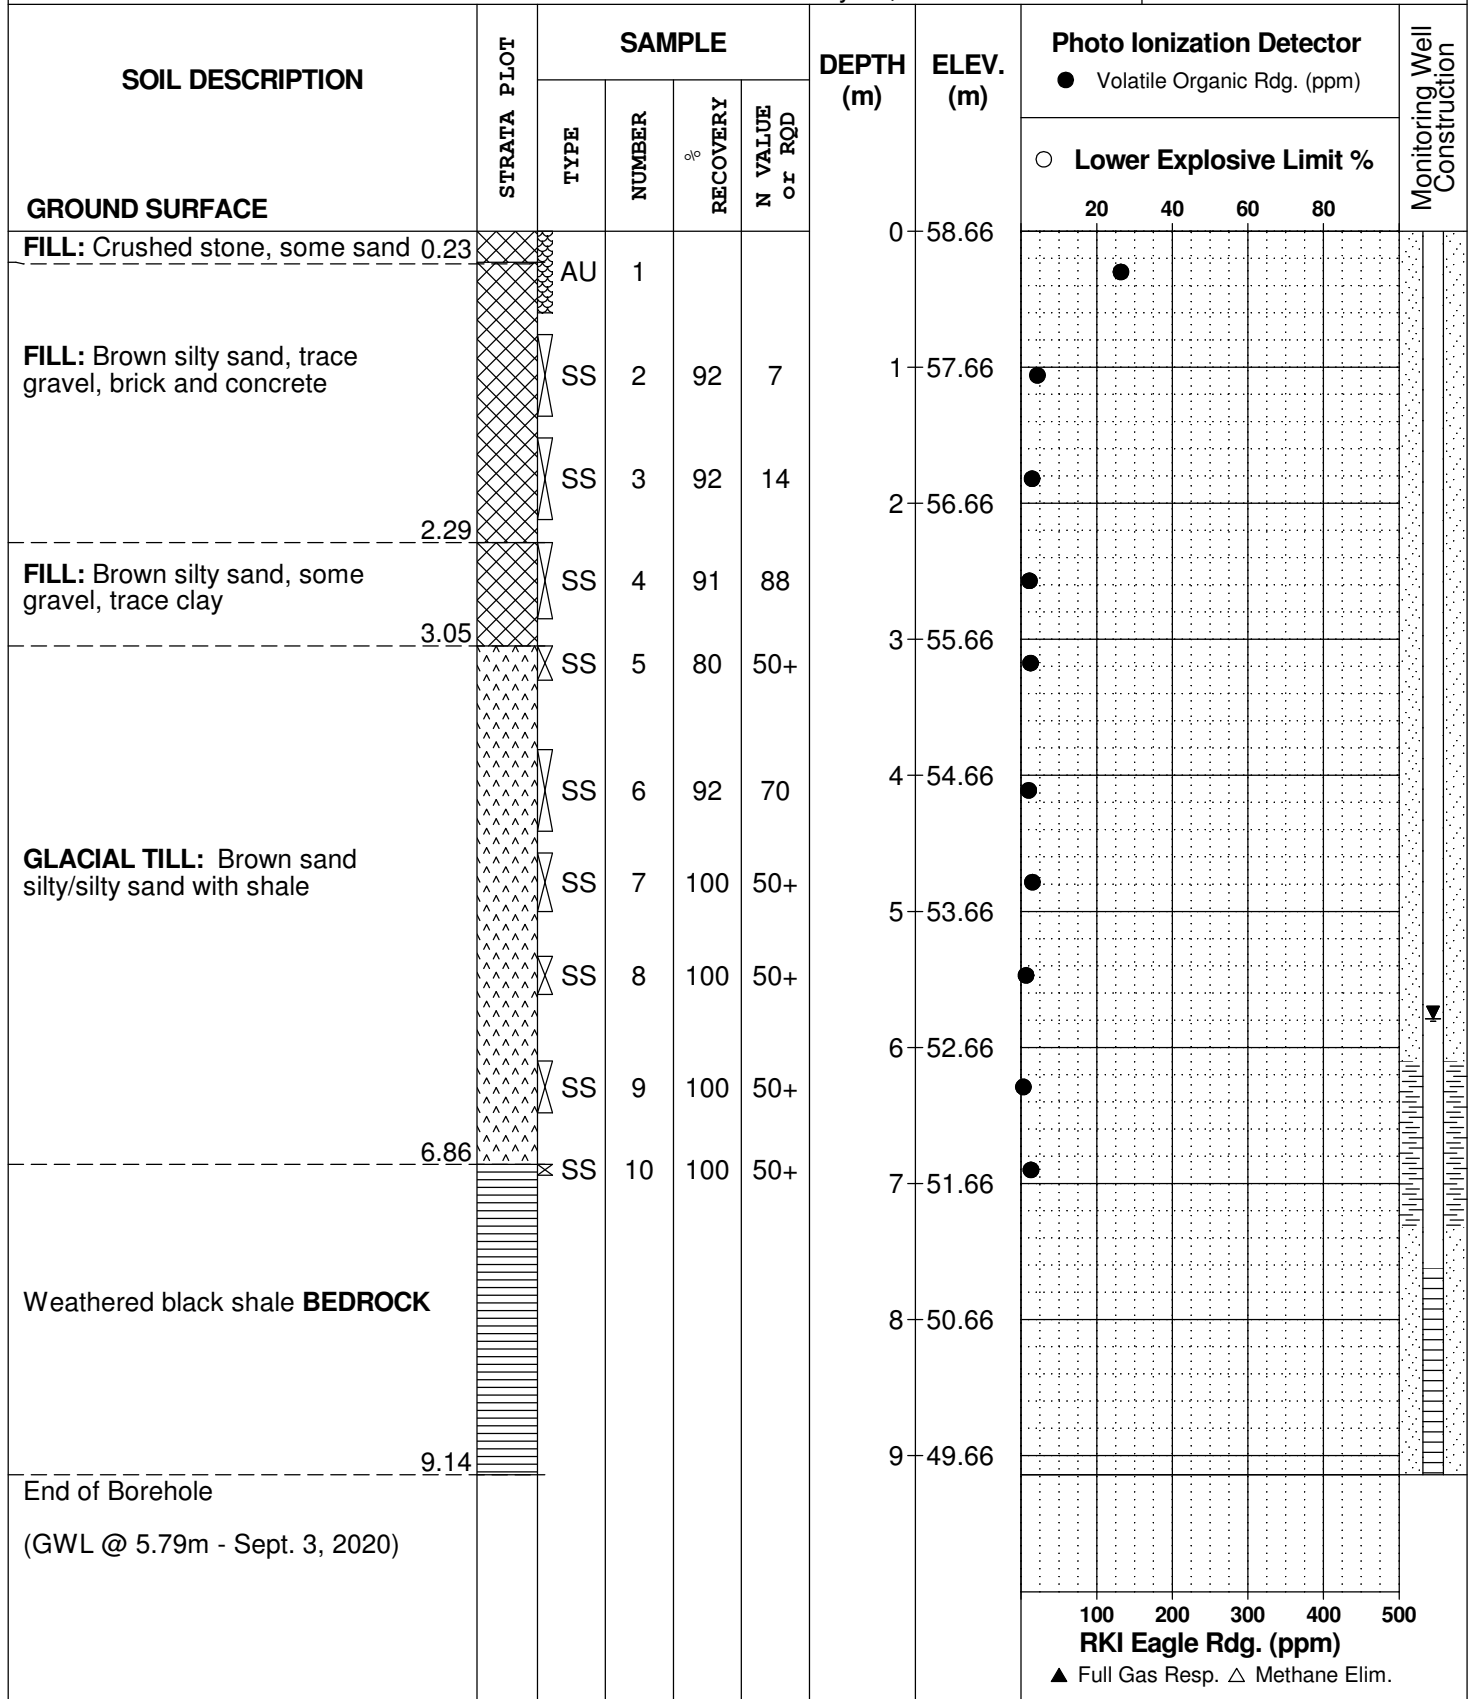 SOIL DESCRIPTION
GROUND SURFACE
STRATA PLOT
SAMPLE
TYPE
NUMBER
%
RECOVERY
N VALUE
or RQD
DEPTH
(m)
ELEV.
(m)
Photo Ionization Detector
● Volatile Organic Rdg. (ppm)
○ Lower Explosive Limit %
20 40 60 80
Monitoring Well
Construction
0 58.66
FILL: Crushed stone, some sand 0.23
AU 1
FILL: Brown silty sand, trace
gravel, brick and concrete
SS 2 92 7
1 57.66
SS 3 92 14
2 56.66
2.29
FILL: Brown silty sand, some
gravel, trace clay
SS 4 91 88
3.05
3 55.66
SS 5 80 50+
4 54.66
SS 6 92 70
GLACIAL TILL: Brown sand
silty/silty sand with shale
SS 7 100 50+
5 53.66
SS 8 100 50+
6 52.66
SS 9 100 50+
6.86
SS 10 100 50+
7 51.66
Weathered black shale BEDROCK
8 50.66
9 49.66
9.14
End of Borehole
(GWL @ 5.79m - Sept. 3, 2020)
100 200 300 400 500
RKI Eagle Rdg. (ppm)
▲ Full Gas Resp. △ Methane Elim.